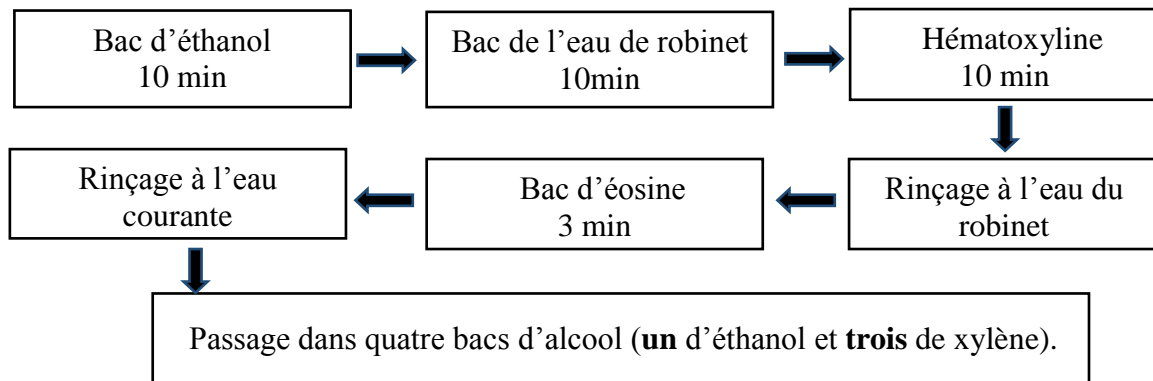 Bac d’éthanol
10 min
Bac de l’eau de robinet
10min
Hématoxyline
10 min
Rinçage à l’eau du
robinet
Bac d’éosine
3 min
Rinçage à l’eau
courante
Passage dans quatre bacs d’alcool (un d’éthanol et trois de xylène).